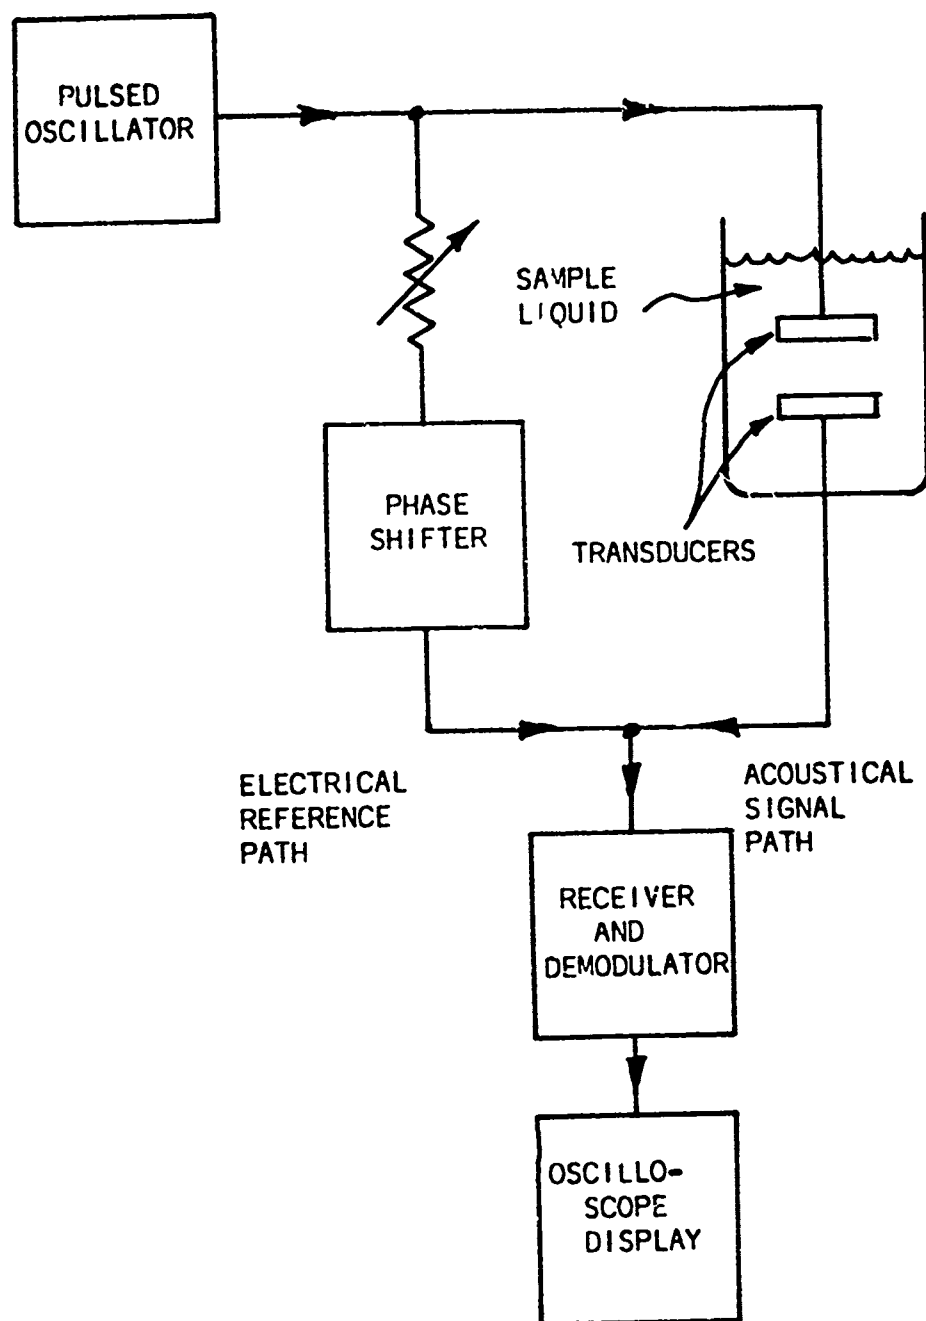 PULSED
OSCILLATOR
SAMPLE
LIQUID
PHASE
SHIFTER
TRANSDUCERS
ELECTRICAL
REFERENCE
PATH
ACOUSTICAL
SIGNAL
PATH
RECEIVER
AND
DEMODULATOR
OSCILLO-
SCOPE
DISPLAY